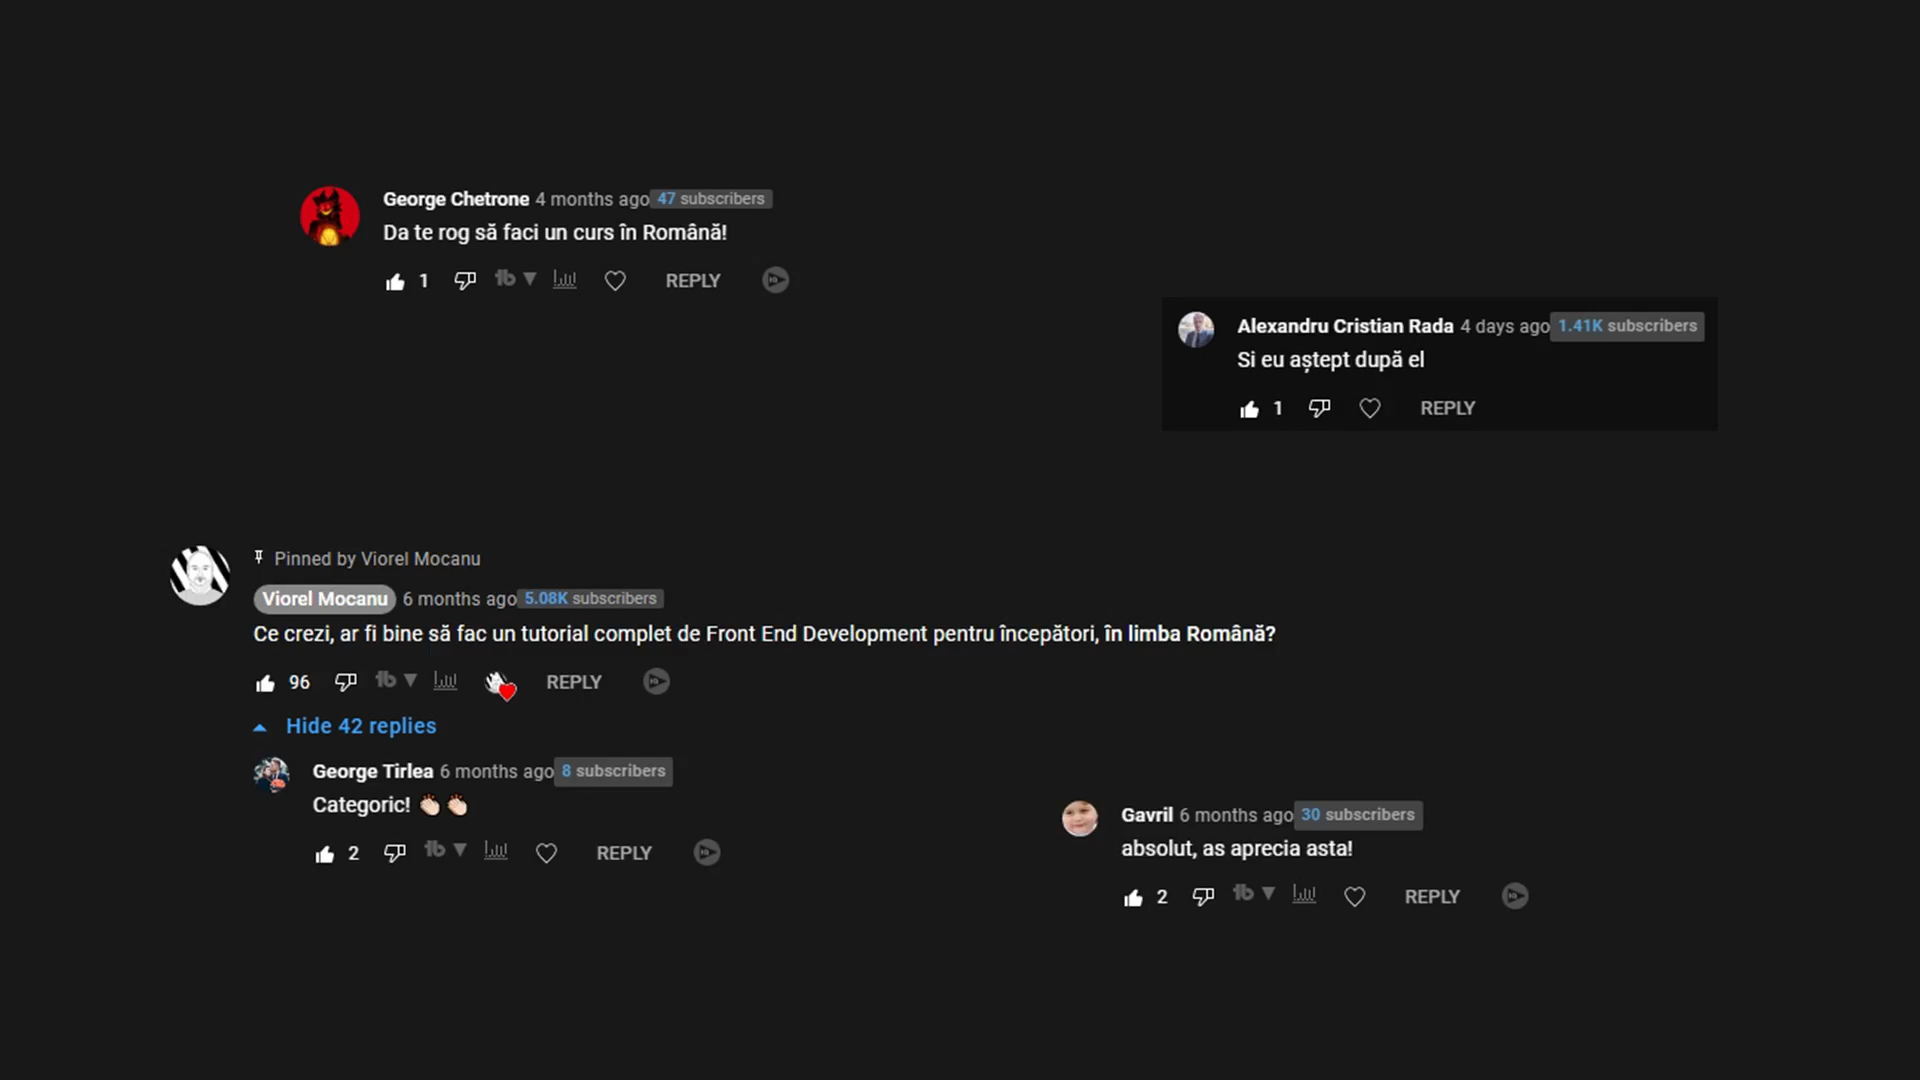 George Chetrone 4 months ago 47 subscribers
Da te rog să faci un curs în Română!
1 REPLY
Alexandru Cristian Rada 4 days ago 1.41K subscribers
Si eu aștept după el
1 REPLY
Pinned by Viorel Mocanu
Viorel Mocanu 6 months ago 5.08K subscribers
Ce crezi, ar fi bine să fac un tutorial complet de Front End Development pentru începători, în limba Română?
96 REPLY
Hide 42 replies
George Tirlea 6 months ago 8 subscribers
Categoric! 👏🏻 👏🏻
2 REPLY
Gavril 6 months ago 30 subscribers
absolut, as aprecia asta!
2 REPLY